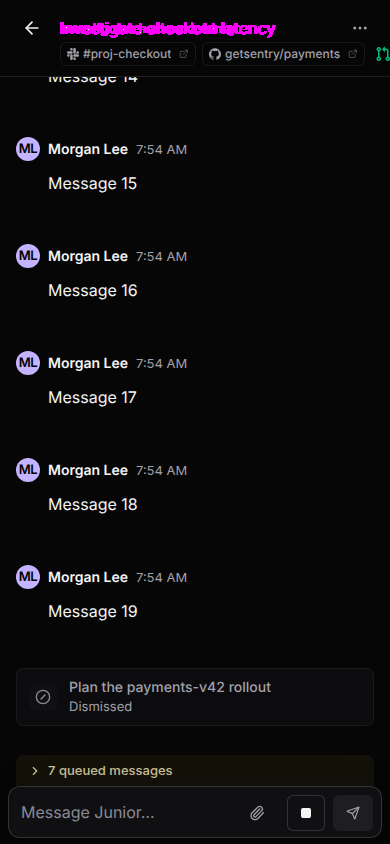 #proj-checkout
getsentry/payments
Message 14
ML Morgan Lee 7:54 AM
Message 15
ML Morgan Lee 7:54 AM
Message 16
ML Morgan Lee 7:54 AM
Message 17
ML Morgan Lee 7:54 AM
Message 18
ML Morgan Lee 7:54 AM
Message 19
Plan the payments-v42 rollout
Dismissed
7 queued messages
Message Junior...